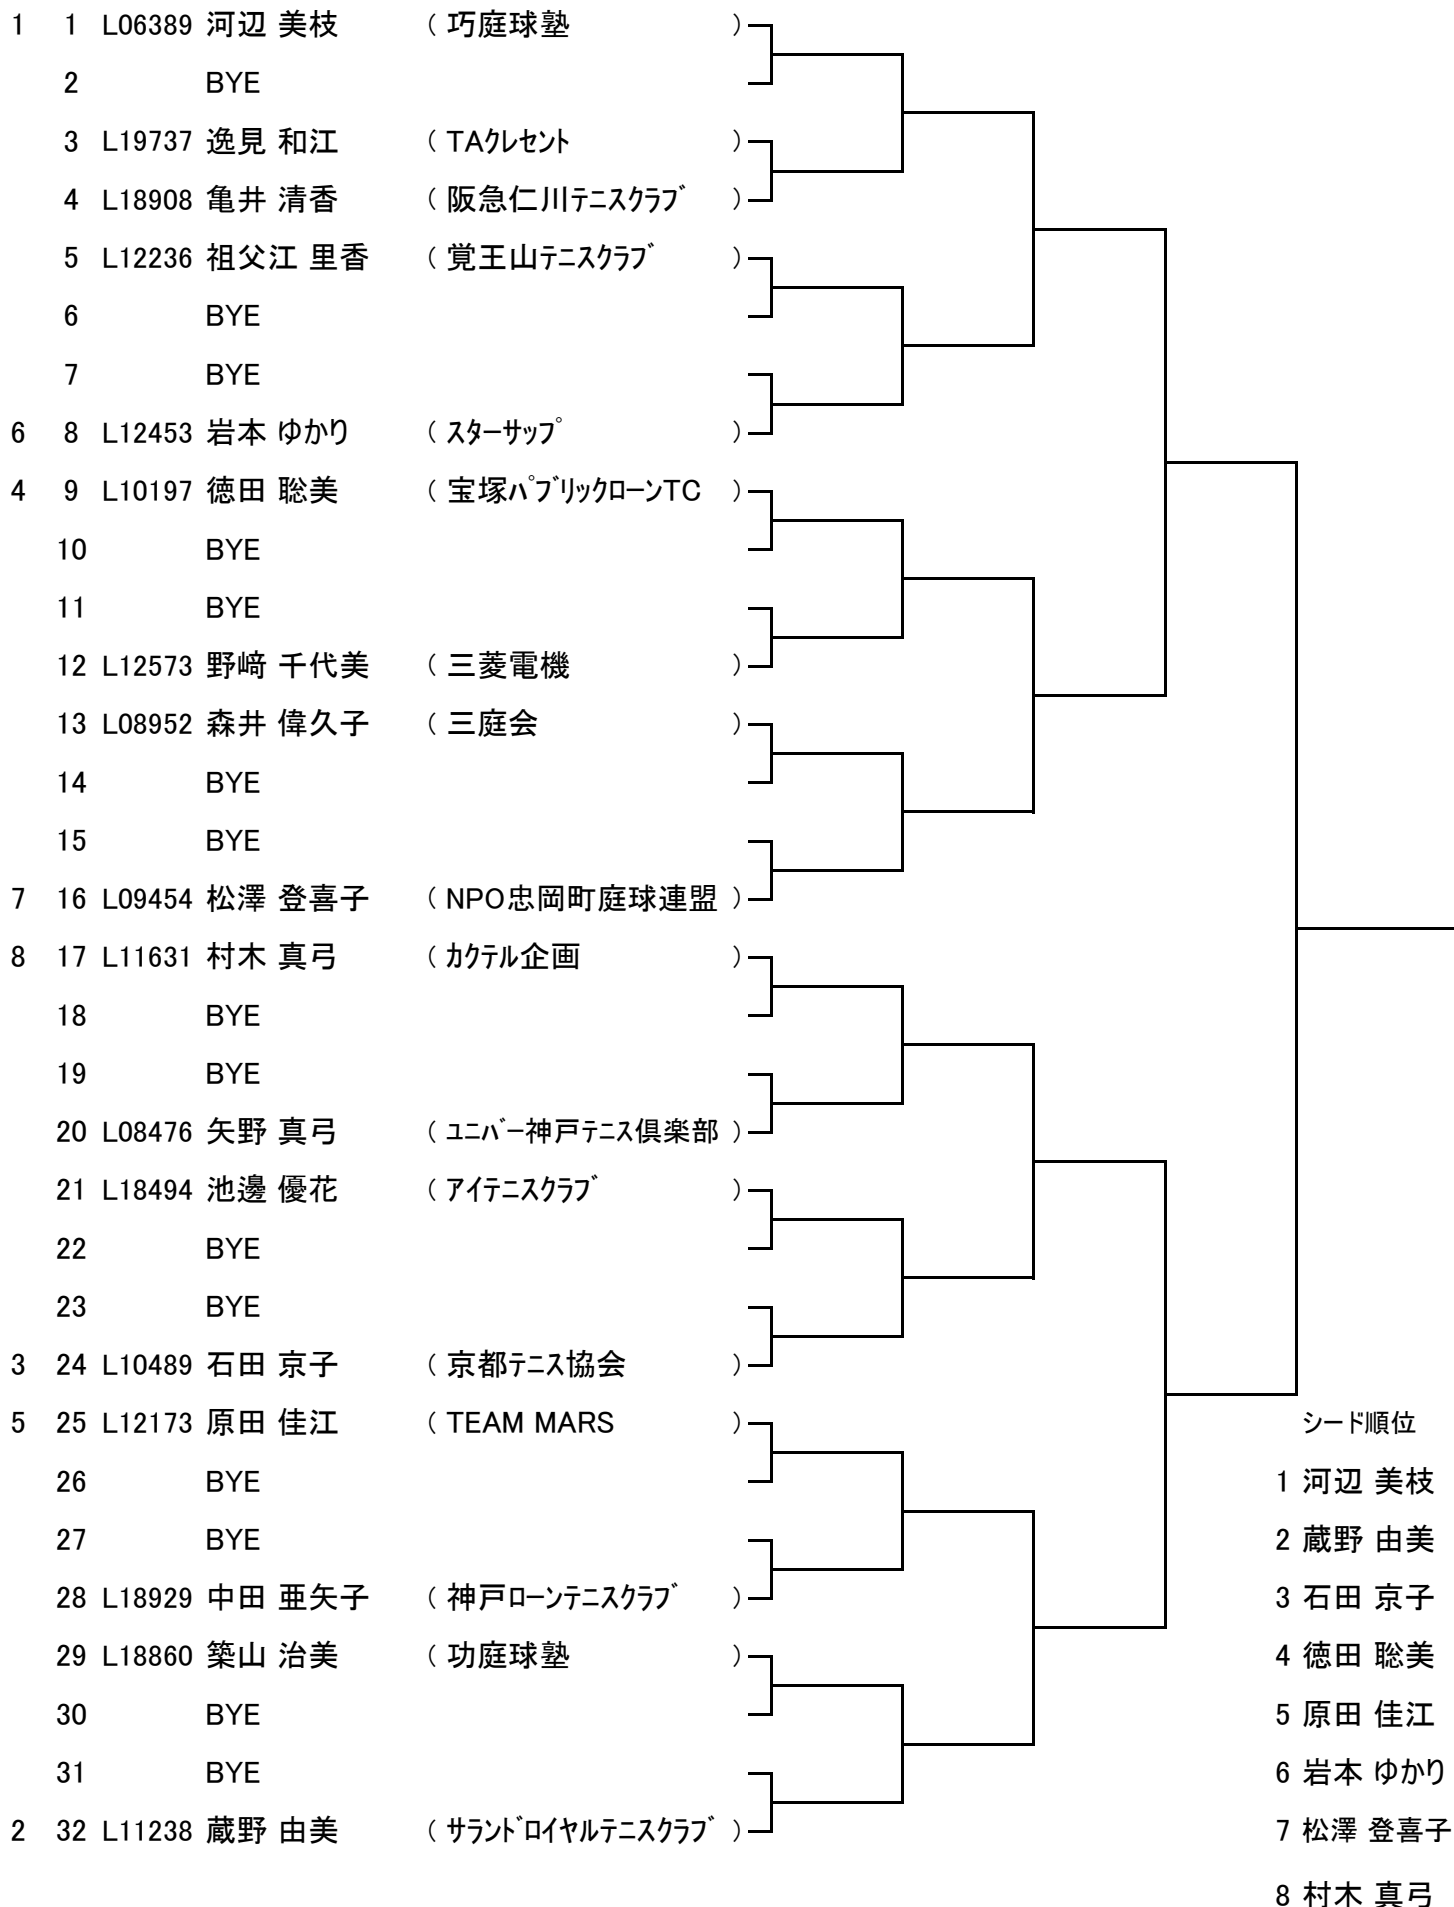 1 1 L06389 河辺 美枝 ( 巧庭球塾 )
2 BYE
3 L19737 逸見 和江 ( TAｸﾚｾﾝﾄ )
4 L18908 亀井 清香 ( 阪急仁川ﾃﾆｽｸﾗﾌﾞ )
5 L12236 祖父江 里香 ( 覚王山ﾃﾆｽｸﾗﾌﾞ )
6 BYE
7 BYE
6 8 L12453 岩本 ゆかり ( ｽﾀｰｻｯﾌﾟ )
4 9 L10197 徳田 聡美 ( 宝塚ﾊﾟﾌﾞﾘｯｸﾛｰﾝTC )
10 BYE
11 BYE
12 L12573 野﨑 千代美 ( 三菱電機 )
13 L08952 森井 偉久子 ( 三庭会 )
14 BYE
15 BYE
7 16 L09454 松澤 登喜子 ( NPO忠岡町庭球連盟 )
8 17 L11631 村木 真弓 ( ｶｸﾃﾙ企画 )
18 BYE
19 BYE
20 L08476 矢野 真弓 ( ﾕﾆﾊﾞｰ神戸ﾃﾆｽ倶楽部 )
21 L18494 池邊 優花 ( ｱｲﾃﾆｽｸﾗﾌﾞ )
22 BYE
23 BYE
3 24 L10489 石田 京子 ( 京都ﾃﾆｽ協会 )
5 25 L12173 原田 佳江 ( TEAM MARS )
シード順位
26 BYE
1 河辺 美枝
27 BYE
2 蔵野 由美
28 L18929 中田 亜矢子 ( 神戸ﾛｰﾝﾃﾆｽｸﾗﾌﾞ )
3 石田 京子
29 L18860 築山 治美 ( 功庭球塾 )
4 徳田 聡美
30 BYE
5 原田 佳江
31 BYE
6 岩本 ゆかり
2 32 L11238 蔵野 由美 ( ｻﾗﾝﾄﾞﾛｲﾔﾙﾃﾆｽｸﾗﾌﾞ )
7 松澤 登喜子
8 村木 真弓